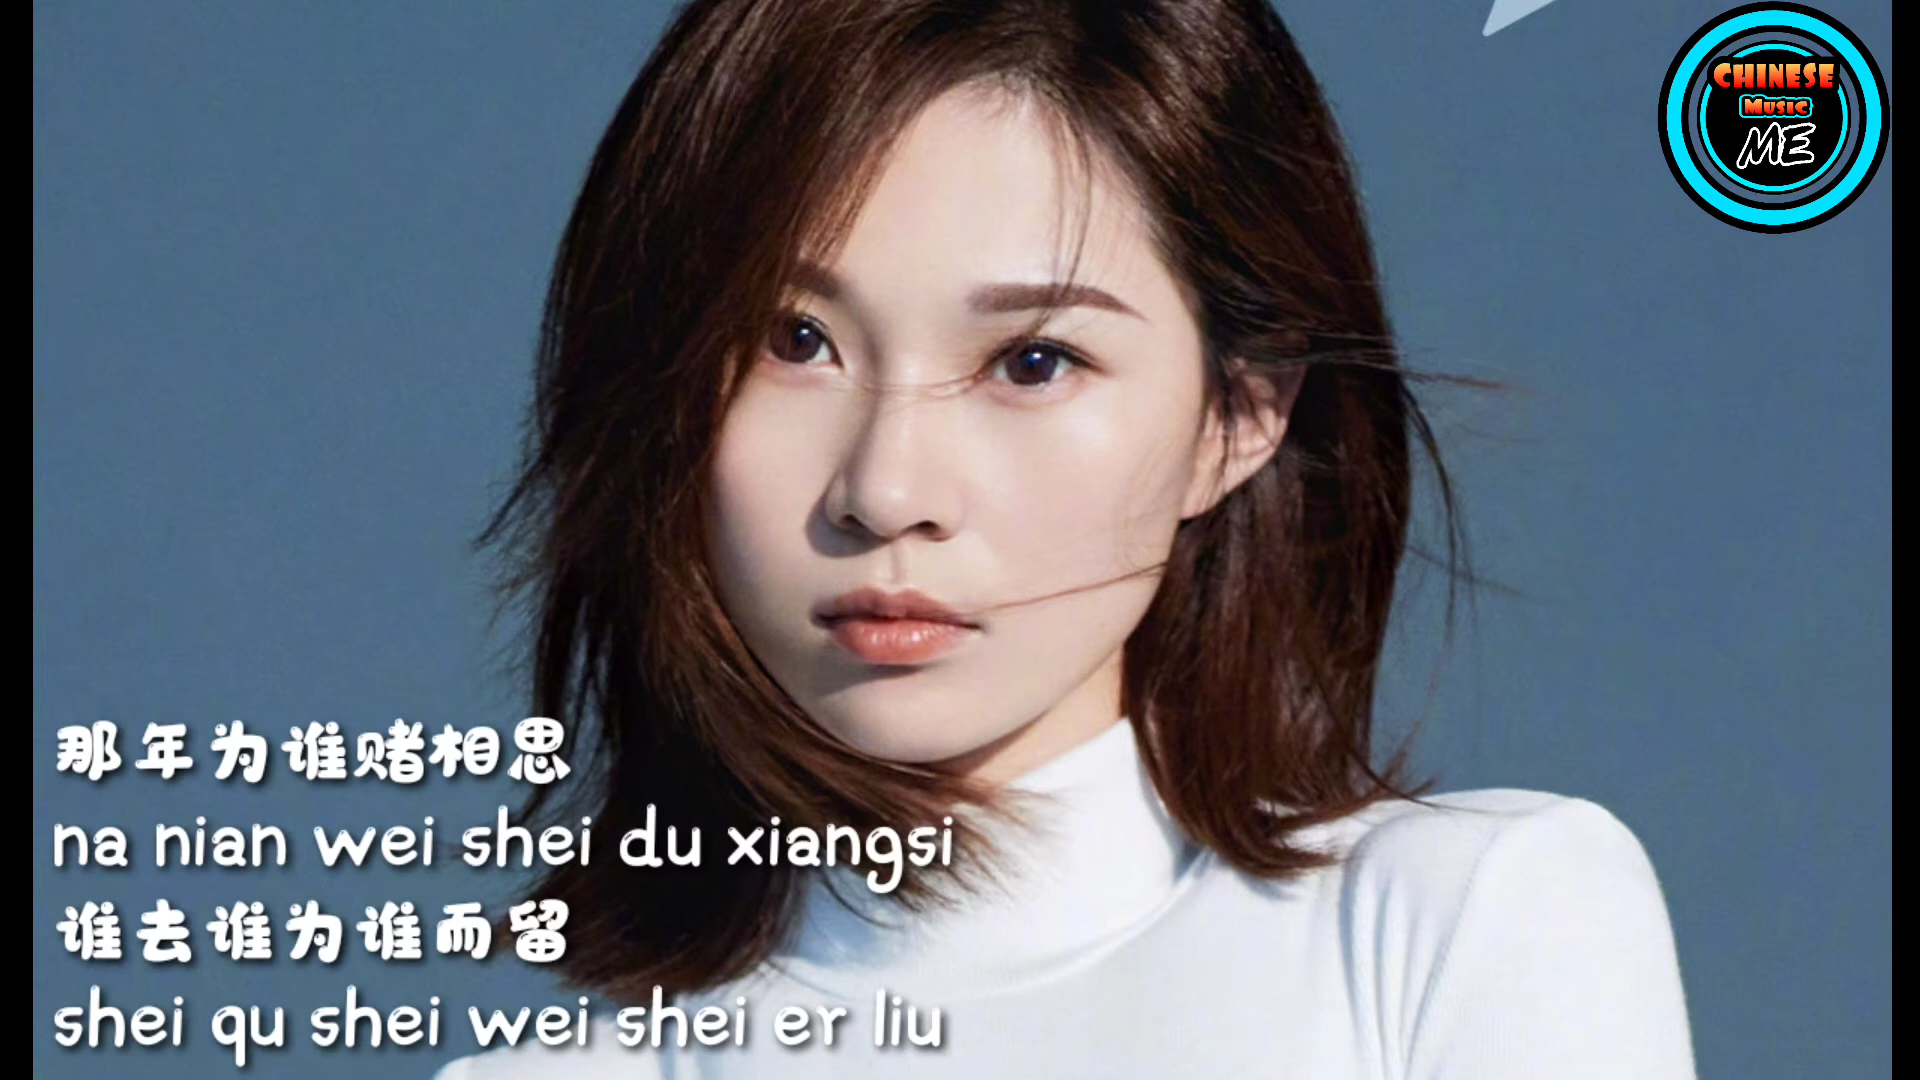 CHINESE
Music
ME
那年为谁赌相思
na nian wei shei du xiangsi
谁去谁为谁而留
shei qu shei wei shei er liu